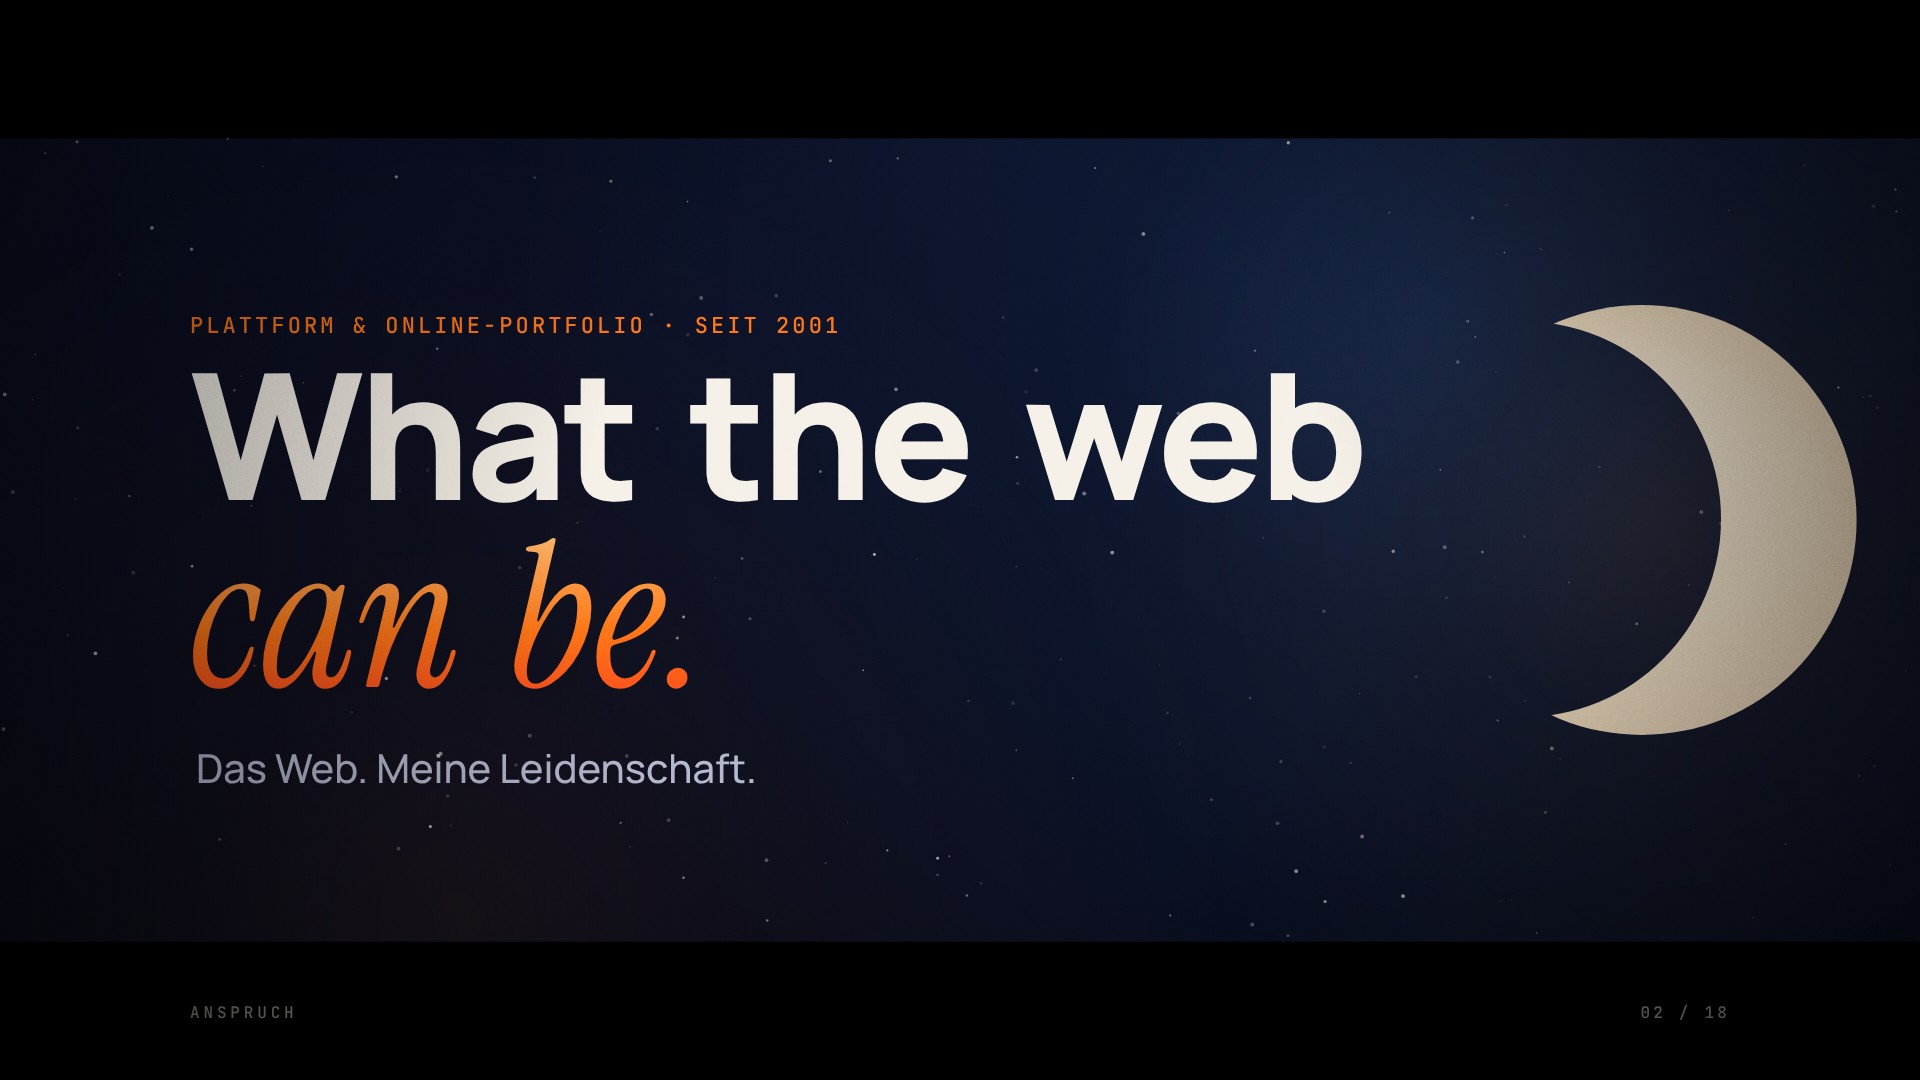 PLATTFORM & ONLINE-PORTFOLIO · SEIT 2001
What the web
can be.
Das Web. Meine Leidenschaft.
ANSPRUCH
02 / 18